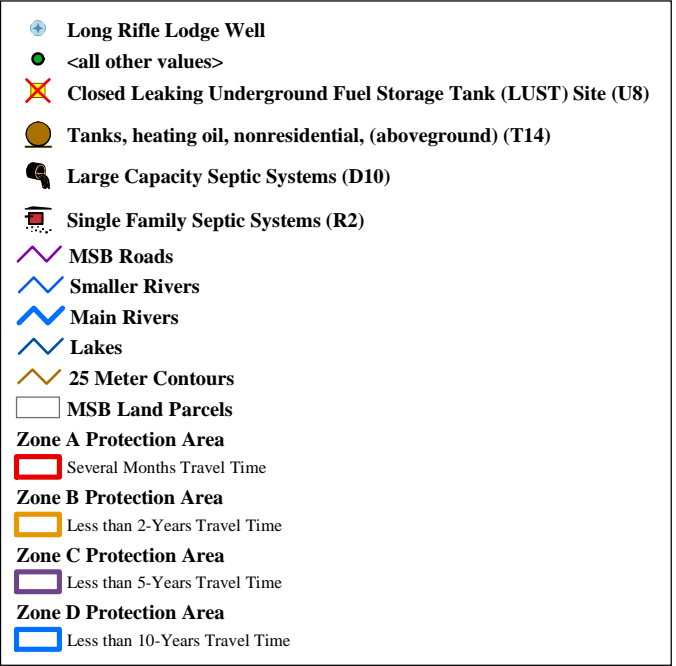 Long Rifle Lodge Well
<all other values>
Closed Leaking Underground Fuel Storage Tank (LUST) Site (U8)
Tanks, heating oil, nonresidential, (aboveground) (T14)
Large Capacity Septic Systems (D10)
Single Family Septic Systems (R2)
MSB Roads
Smaller Rivers
Main Rivers
Lakes
25 Meter Contours
MSB Land Parcels
Zone A Protection Area
Several Months Travel Time
Zone B Protection Area
Less than 2-Years Travel Time
Zone C Protection Area
Less than 5-Years Travel Time
Zone D Protection Area
Less than 10-Years Travel Time